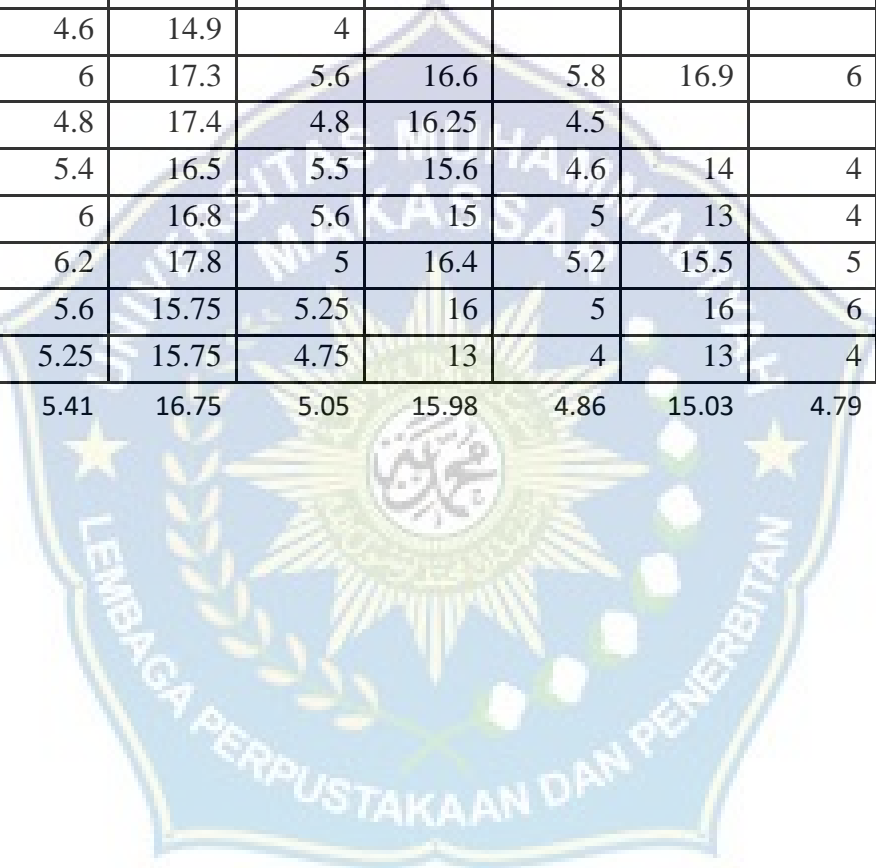 4.6 14.9 4
6 17.3 5.6 16.6 5.8 16.9 6
4.8 17.4 4.8 16.25 4.5
5.4 16.5 5.5 15.6 4.6 14 4
6 16.8 5.6 15 5 13 4
6.2 17.8 5 16.4 5.2 15.5 5
5.6 15.75 5.25 16 5 16 6
5.25 15.75 4.75 13 4 13 4
5.41 16.75 5.05 15.98 4.86 15.03 4.79
UNIVERSITAS MUHAMMADIYAH
MAKASSAR
LEMBAGA PERPUSTAKAAN DAN PENERBITAN